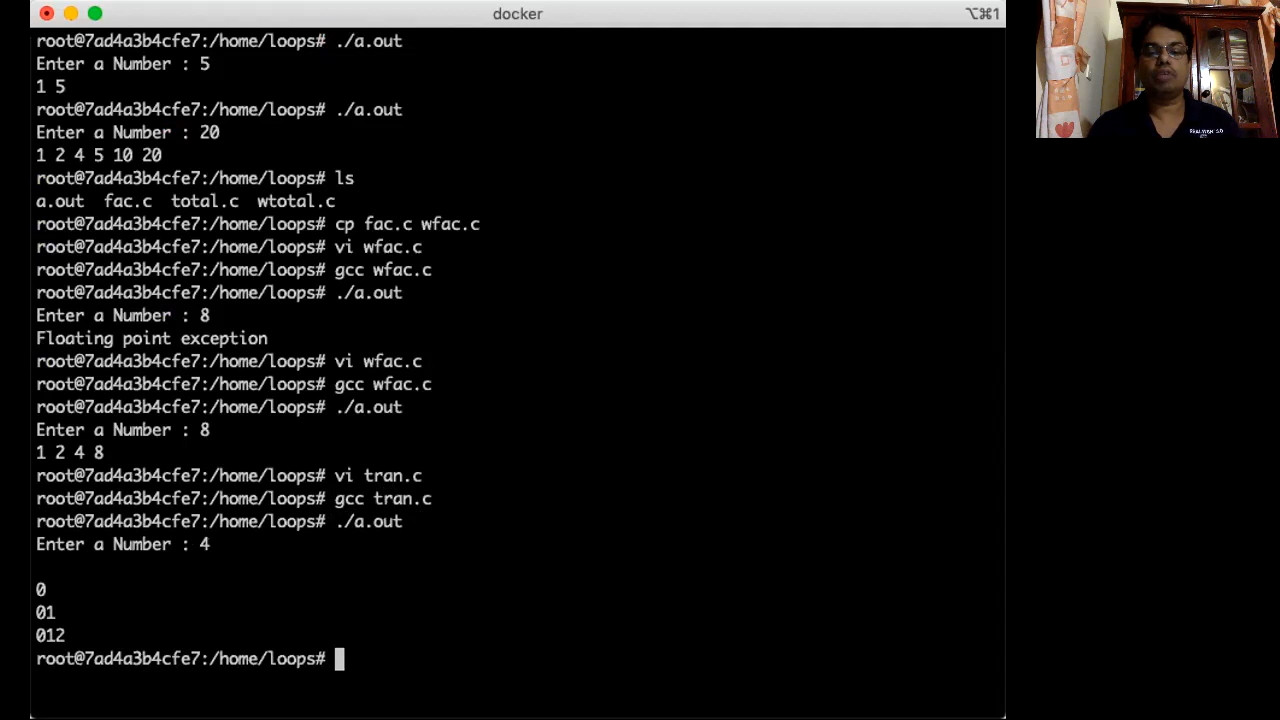 docker
⌥⌘1
root@7ad4a3b4cfe7:/home/loops# ./a.out
Enter a Number : 5
1 5
root@7ad4a3b4cfe7:/home/loops# ./a.out
Enter a Number : 20
1 2 4 5 10 20
root@7ad4a3b4cfe7:/home/loops# ls
a.out  fac.c  total.c  wtotal.c
root@7ad4a3b4cfe7:/home/loops# cp fac.c wfac.c
root@7ad4a3b4cfe7:/home/loops# vi wfac.c
root@7ad4a3b4cfe7:/home/loops# gcc wfac.c
root@7ad4a3b4cfe7:/home/loops# ./a.out
Enter a Number : 8
Floating point exception
root@7ad4a3b4cfe7:/home/loops# vi wfac.c
root@7ad4a3b4cfe7:/home/loops# gcc wfac.c
root@7ad4a3b4cfe7:/home/loops# ./a.out
Enter a Number : 8
1 2 4 8
root@7ad4a3b4cfe7:/home/loops# vi tran.c
root@7ad4a3b4cfe7:/home/loops# gcc tran.c
root@7ad4a3b4cfe7:/home/loops# ./a.out
Enter a Number : 4
0
01
012
root@7ad4a3b4cfe7:/home/loops#